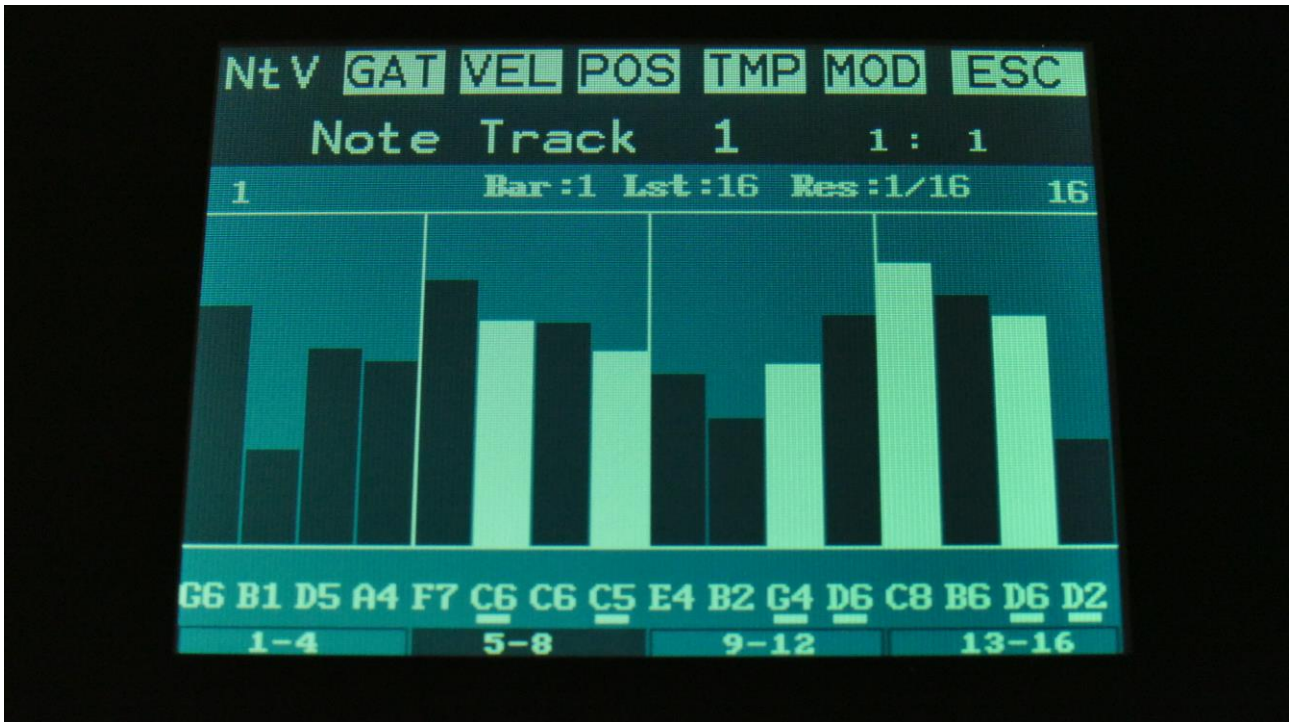 NtV GAT VEL POS TMP MOD ESC
Note Track 1 1: 1
1 Bar:1 Lst:16 Res:1/16 16
G6 B1 D5 A4 F7 C6 C6 C5 E4 B2 G4 D6 C8 B6 D6 D2
1-4 5-8 9-12 13-16